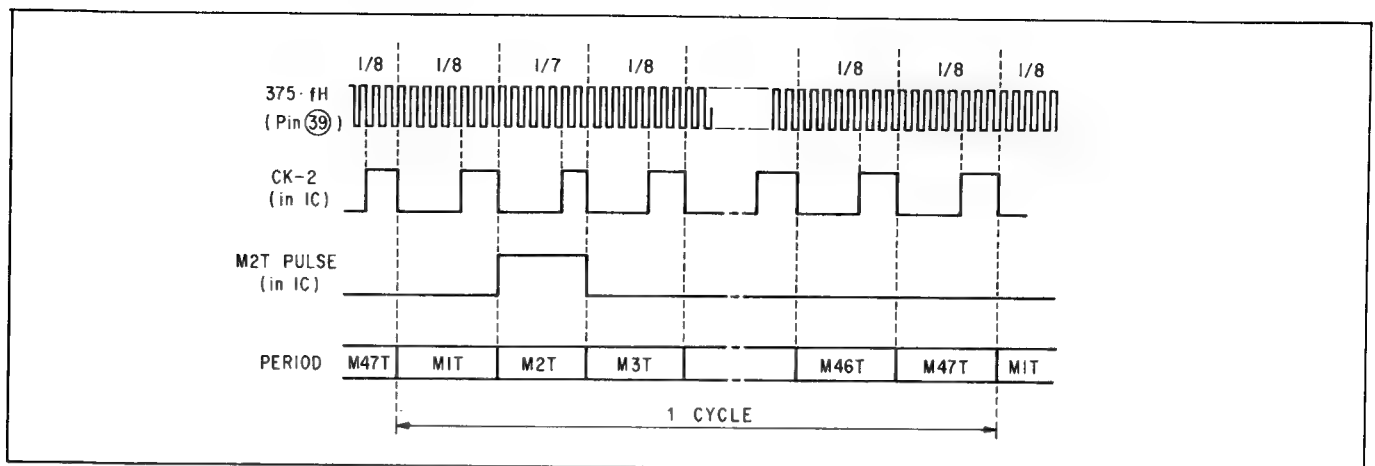 1/8 1/8 1/7 1/8 1/8 1/8 1/8
375·fH
(Pin 39)
CK-2
(in IC)
M2T PULSE
(in IC)
PERIOD M47T M1T M2T M3T M46T M47T M1T
1 CYCLE